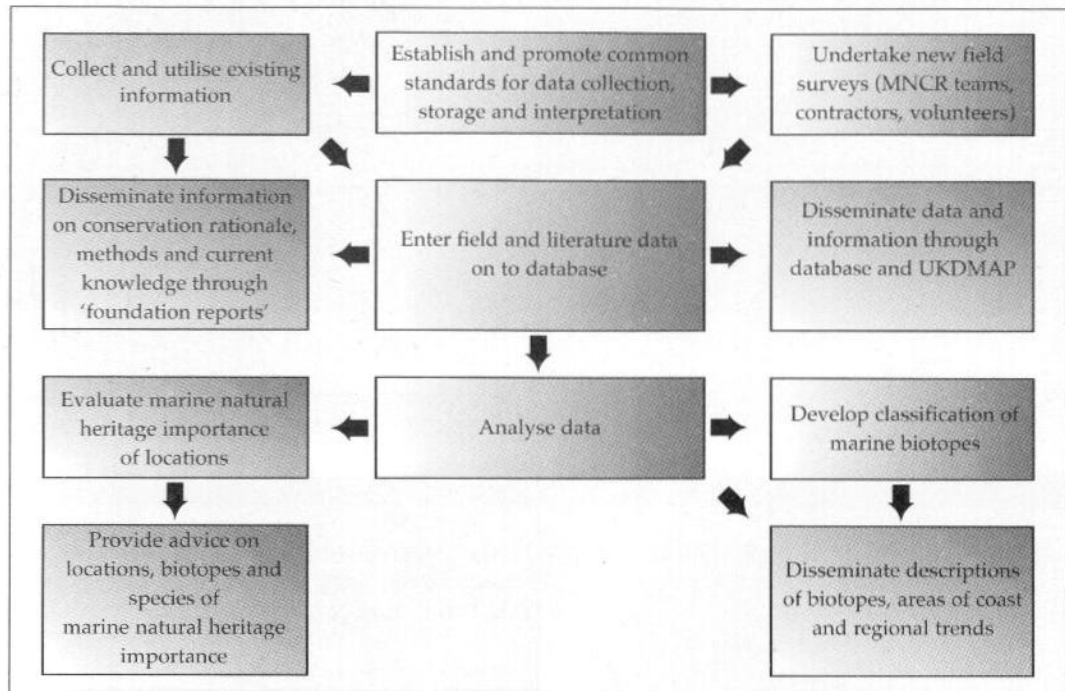 Collect and utilise existing
information
Establish and promote common
standards for data collection,
storage and interpretation
Undertake new field
surveys (MNCR teams,
contractors, volunteers)
Disseminate information
on conservation rationale,
methods and current
knowledge through
‘foundation reports’
Enter field and literature data
on to database
Disseminate data and
information through
database and UKDMAP
Evaluate marine natural
heritage importance
of locations
Analyse data
Develop classification of
marine biotopes
Provide advice on
locations, biotopes and
species of
marine natural heritage
importance
Disseminate descriptions
of biotopes, areas of coast
and regional trends